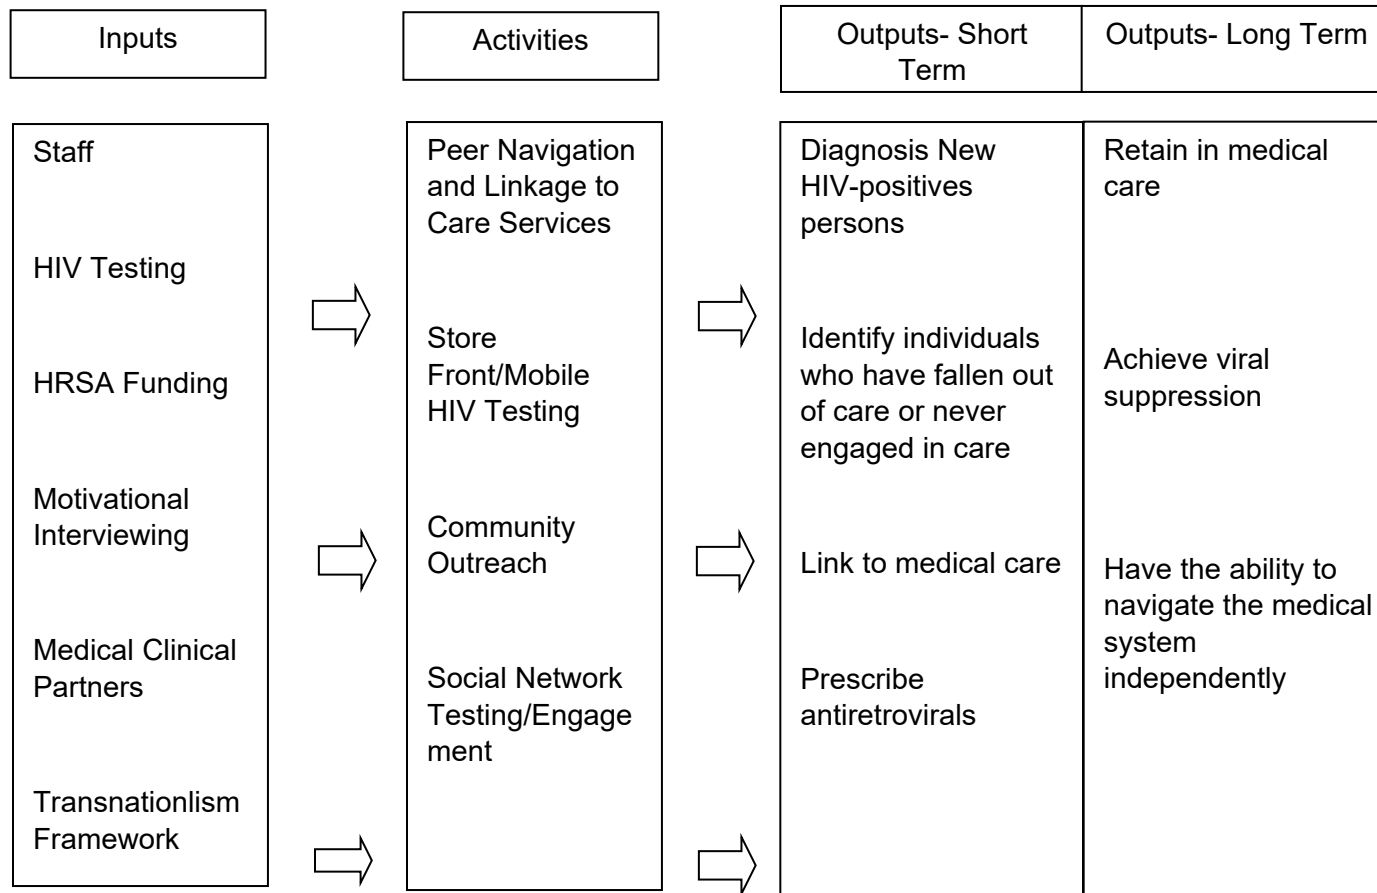 Inputs
Activities
Outputs- Short
Term
Outputs- Long Term
Staff
HIV Testing
HRSA Funding
Motivational
Interviewing
Medical Clinical
Partners
Transnationlism
Framework
Peer Navigation
and Linkage to
Care Services
Store
Front/Mobile
HIV Testing
Community
Outreach
Social Network
Testing/Engage
ment
Diagnosis New
HIV-positives
persons
Identify individuals
who have fallen out
of care or never
engaged in care
Link to medical care
Prescribe
antiretrovirals
Retain in medical
care
Achieve viral
suppression
Have the ability to
navigate the medical
system
independently